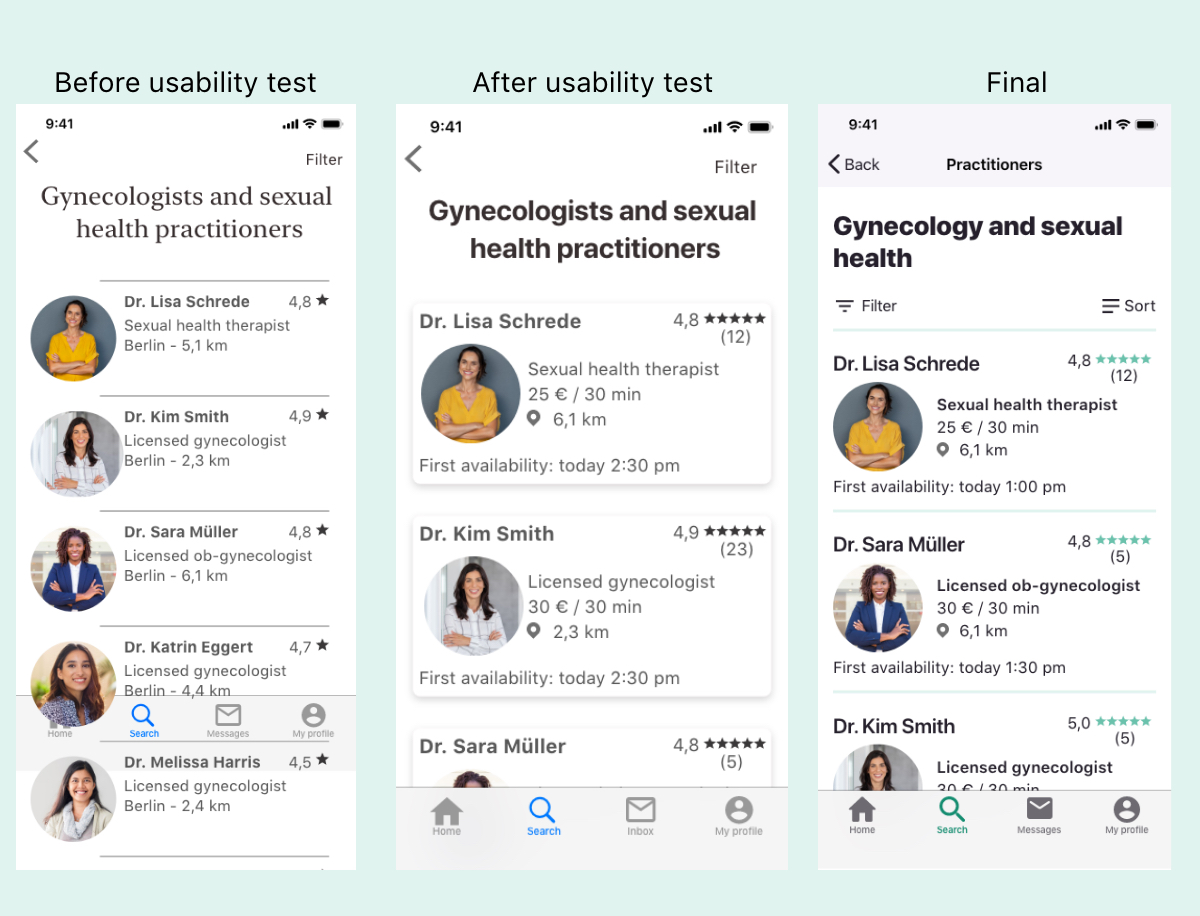 Before usability test
9:41
Filter
Gynecologists and sexual
health practitioners
Dr. Lisa Schrede 4,8 ★
Sexual health therapist
Berlin - 5,1 km
Dr. Kim Smith 4,9 ★
Licensed gynecologist
Berlin - 2,3 km
Dr. Sara Müller 4,8 ★
Licensed ob-gynecologist
Berlin - 6,1 km
Dr. Katrin Eggert 4,7 ★
Licensed gynecologist
Berlin - 4,4 km
Home Search Messages My profile
Dr. Melissa Harris 4,5 ★
Licensed gynecologist
Berlin - 2,4 km
After usability test
9:41
Filter
Gynecologists and sexual
health practitioners
Dr. Lisa Schrede 4,8 ★★★★★
(12)
Sexual health therapist
25 € / 30 min
6,1 km
First availability: today 2:30 pm
Dr. Kim Smith 4,9 ★★★★★
(23)
Licensed gynecologist
30 € / 30 min
2,3 km
First availability: today 2:30 pm
Dr. Sara Müller 4,8 ★★★★★
(5)
Home Search Inbox My profile
Final
9:41
Back Practitioners
Gynecology and sexual
health
Filter Sort
Dr. Lisa Schrede 4,8 ★★★★★
(12)
Sexual health therapist
25 € / 30 min
6,1 km
First availability: today 1:00 pm
Dr. Sara Müller 4,8 ★★★★★
(5)
Licensed ob-gynecologist
30 € / 30 min
6,1 km
First availability: today 1:30 pm
Dr. Kim Smith 5,0 ★★★★★
(5)
Licensed gynecologist
30 € / 30 min
Home Search Messages My profile